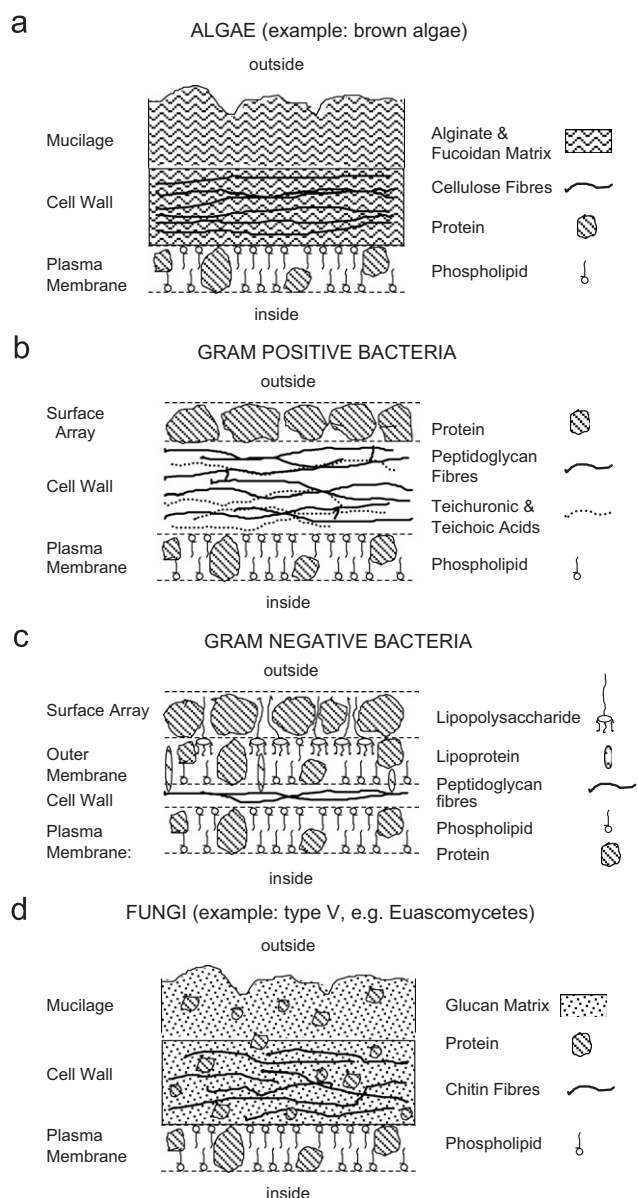 a
ALGAE (example: brown algae)
outside
Mucilage
Cell Wall
Plasma
Membrane
Alginate &
Fucoidan Matrix
Cellulose Fibres
Protein
Phospholipid
inside
b
GRAM POSITIVE BACTERIA
outside
Surface
Array
Cell Wall
Plasma
Membrane
Protein
Peptidoglycan
Fibres
Teichuronic &
Teichoic Acids
Phospholipid
inside
c
GRAM NEGATIVE BACTERIA
outside
Surface Array
Outer
Membrane
Cell Wall
Plasma
Membrane:
Lipopolysaccharide
Lipoprotein
Peptidoglycan
fibres
Phospholipid
Protein
inside
d
FUNGI (example: type V, e.g. Euascomycetes)
outside
Mucilage
Cell Wall
Plasma
Membrane
Glucan Matrix
Protein
Chitin Fibres
Phospholipid
inside